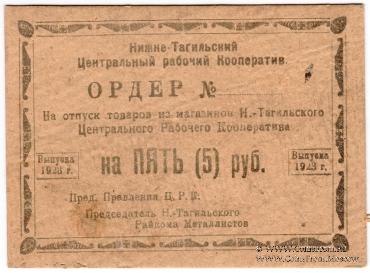 Нижне-Тагильский
Центральный рабочий Кооператив.
ОРДЕР №
На отпуск товаров из магазинов Н.-Тагильского
Центрального Рабочего Кооператива
на ПЯТЬ (5) руб.
Выпуска
1923 г.
Выпуска
1923 г.
Пред. Правления Ц. Р. К:
Председатель Н.-Тагильского
Райкома Металлистов